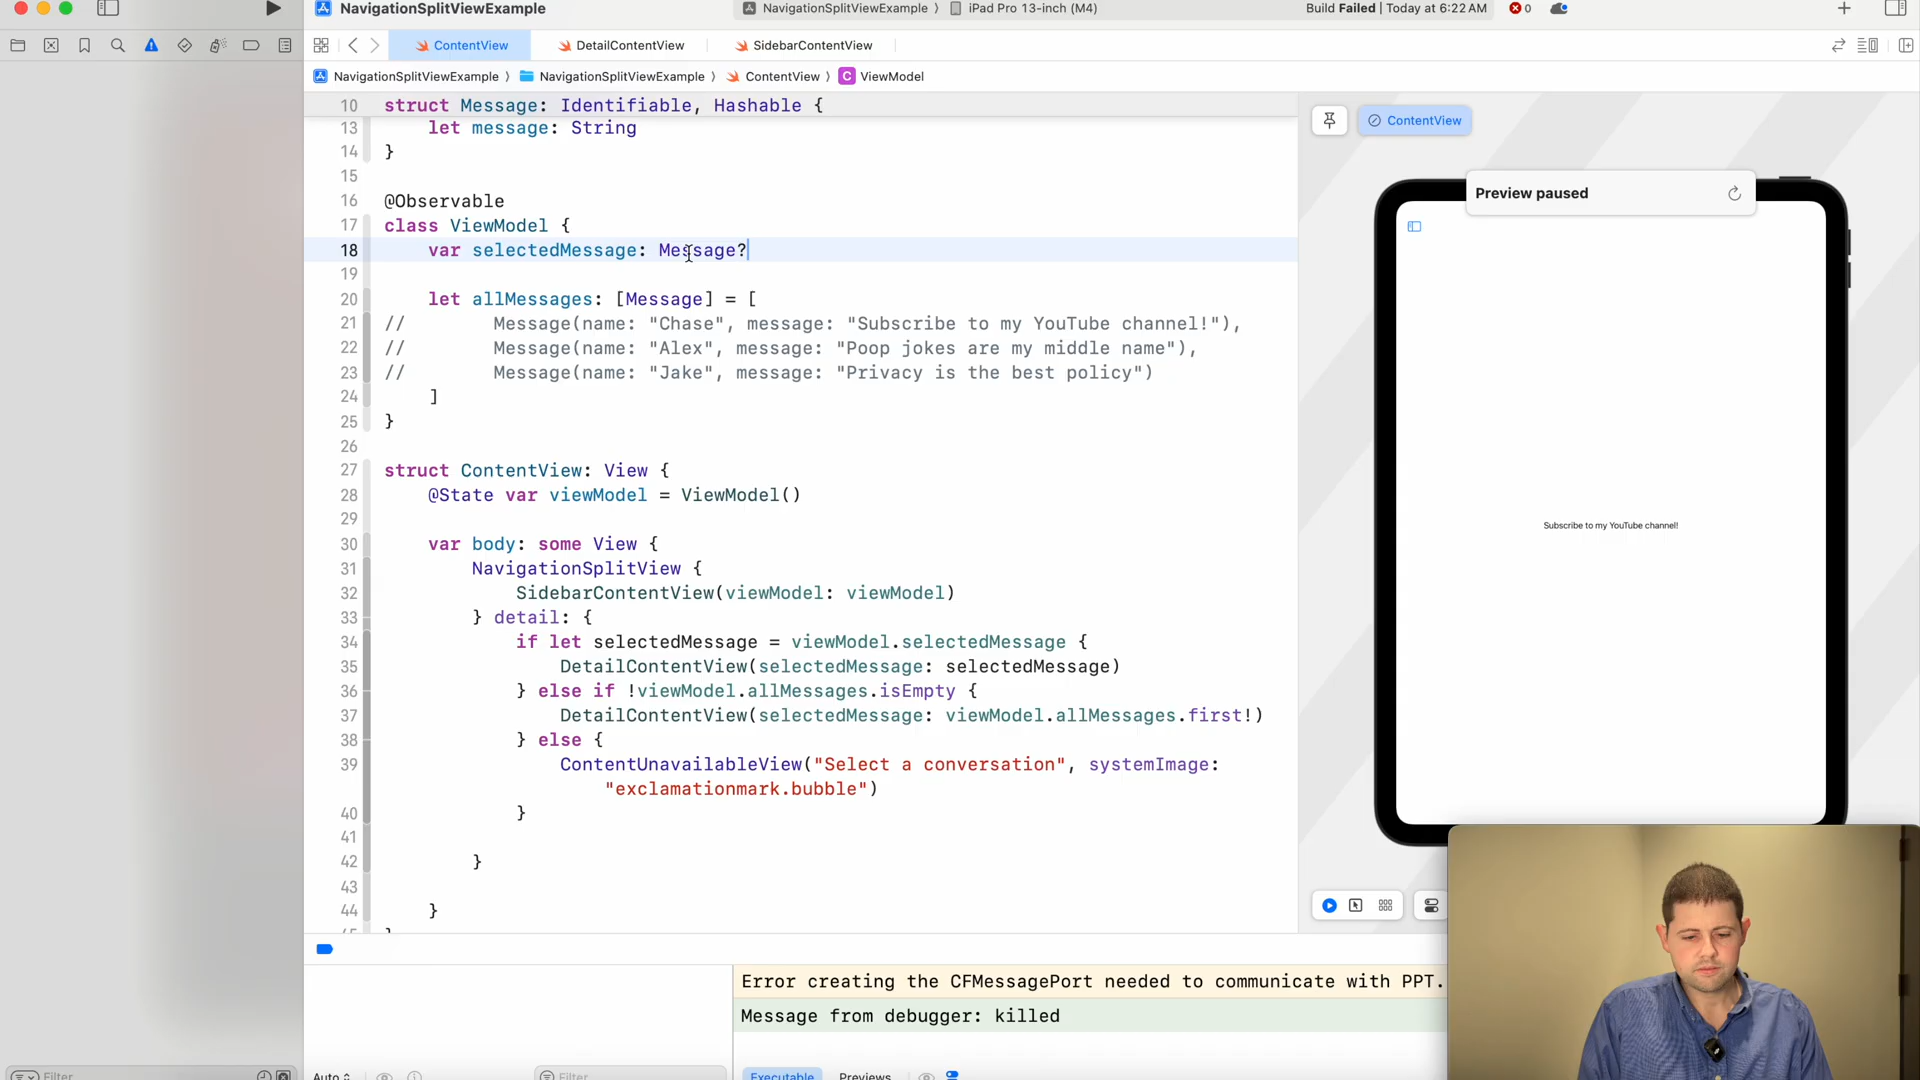 NavigationSplitViewExample
NavigationSplitViewExample 〉 iPad Pro 13-inch (M4)
Build Failed | Today at 6:22 AM
0
ContentView
DetailContentView
SidebarContentView
NavigationSplitViewExample 〉 NavigationSplitViewExample 〉 ContentView 〉 C ViewModel
10 struct Message: Identifiable, Hashable {
13 let message: String
14 }
15
16 @Observable
17 class ViewModel {
18 var selectedMessage: Message?
19
20 let allMessages: [Message] = [
21 // Message(name: "Chase", message: "Subscribe to my YouTube channel!"),
22 // Message(name: "Alex", message: "Poop jokes are my middle name"),
23 // Message(name: "Jake", message: "Privacy is the best policy")
24 ]
25 }
26
27 struct ContentView: View {
28 @State var viewModel = ViewModel()
29
30 var body: some View {
31 NavigationSplitView {
32 SidebarContentView(viewModel: viewModel)
33 } detail: {
34 if let selectedMessage = viewModel.selectedMessage {
35 DetailContentView(selectedMessage: selectedMessage)
36 } else if !viewModel.allMessages.isEmpty {
37 DetailContentView(selectedMessage: viewModel.allMessages.first!)
38 } else {
39 ContentUnavailableView("Select a conversation", systemImage:
"exclamationmark.bubble")
40 }
41
42 }
43
44 }
ContentView
Preview paused
Subscribe to my YouTube channel!
Error creating the CFMessagePort needed to communicate with PPT.
Message from debugger: killed
Filter
Auto
Filter
Executable
Previews